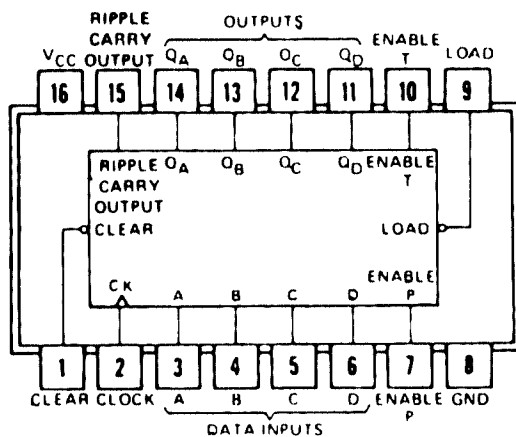 OUTPUTS
RIPPLE CARRY OUTPUT
VCC QA QB QC QD ENABLE T LOAD
16 15 14 13 12 11 10 9
RIPPLE CARRY OUTPUT QA QB QC QD ENABLE T
CLEAR LOAD
CK A B C D ENABLE P
1 2 3 4 5 6 7 8
CLEAR CLOCK A B C D ENABLE P GND
DATA INPUTS